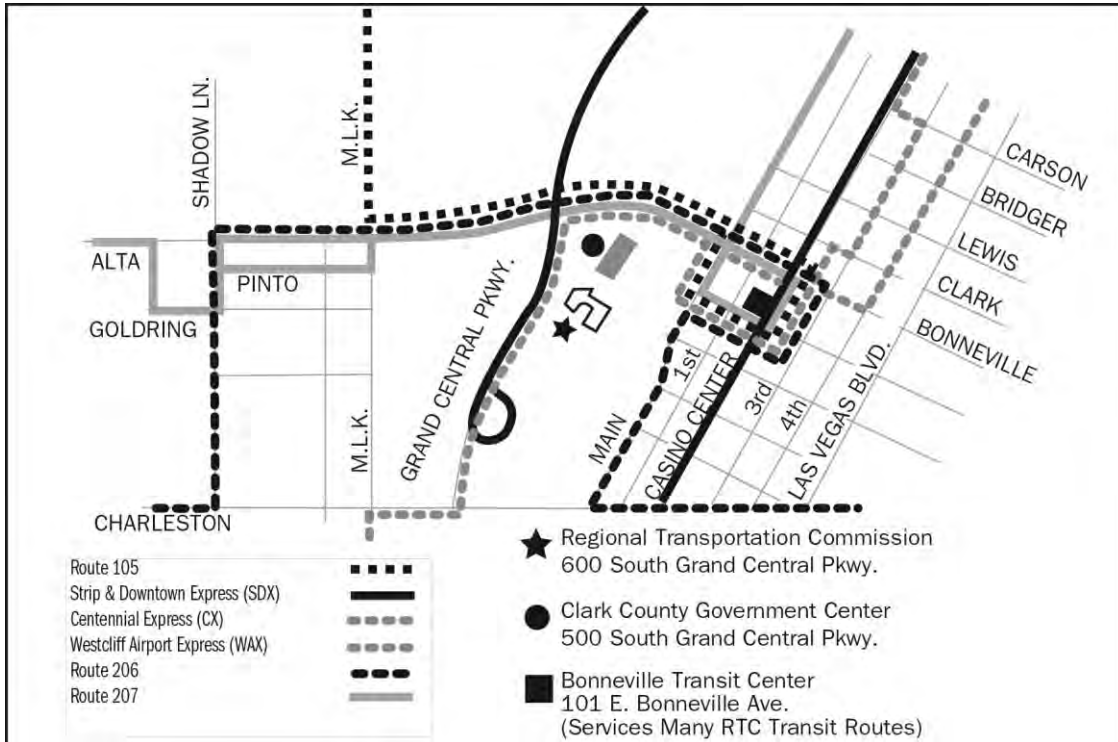 SHADOW LN.
M.L.K.
ALTA
PINTO
GOLDRING
GRAND CENTRAL PKWY.
M.L.K.
CHARLESTON
CARSON
BRIDGER
LEWIS
CLARK
BONNEVILLE
MAIN
1st
CASINO CENTER
3rd
4th
LAS VEGAS BLVD.
Route 105
Strip & Downtown Express (SDX)
Centennial Express (CX)
Westcliff Airport Express (WAX)
Route 206
Route 207
Regional Transportation Commission
600 South Grand Central Pkwy.
Clark County Government Center
500 South Grand Central Pkwy.
Bonneville Transit Center
101 E. Bonneville Ave.
(Services Many RTC Transit Routes)